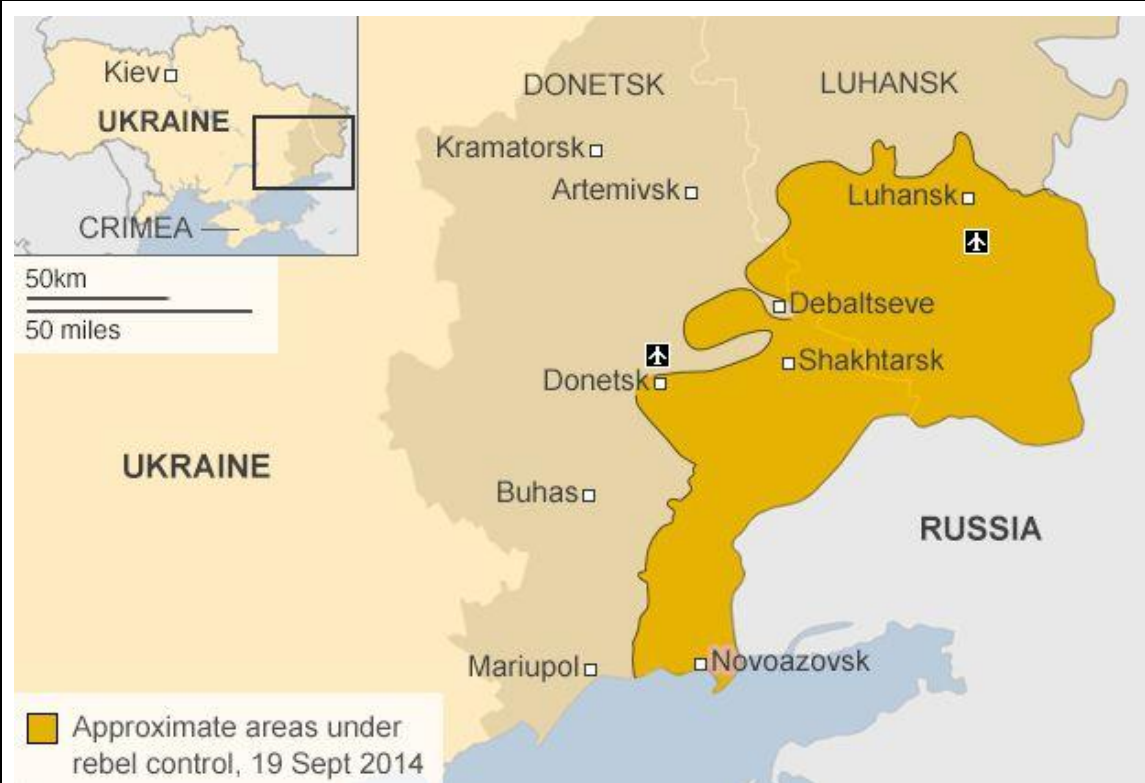 Kiev
UKRAINE
CRIMEA
50km
50 miles
DONETSK
LUHANSK
Kramatorsk
Artemivsk
Luhansk
Debaltseve
Shakhtarsk
Donetsk
UKRAINE
Buhas
RUSSIA
Mariupol
Novoazovsk
Approximate areas under
rebel control, 19 Sept 2014